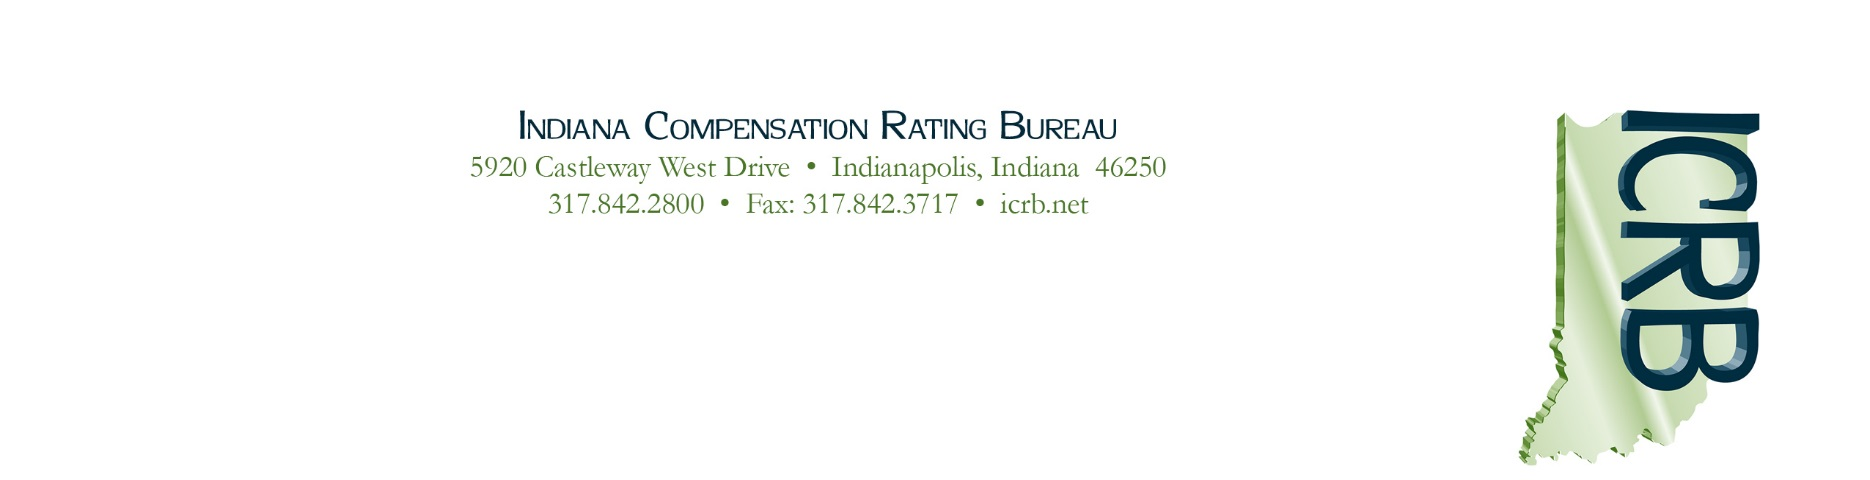 Indiana Compensation Rating Bureau
5920 Castleway West Drive • Indianapolis, Indiana 46250
317.842.2800 • Fax: 317.842.3717 • icrb.net
ICRB